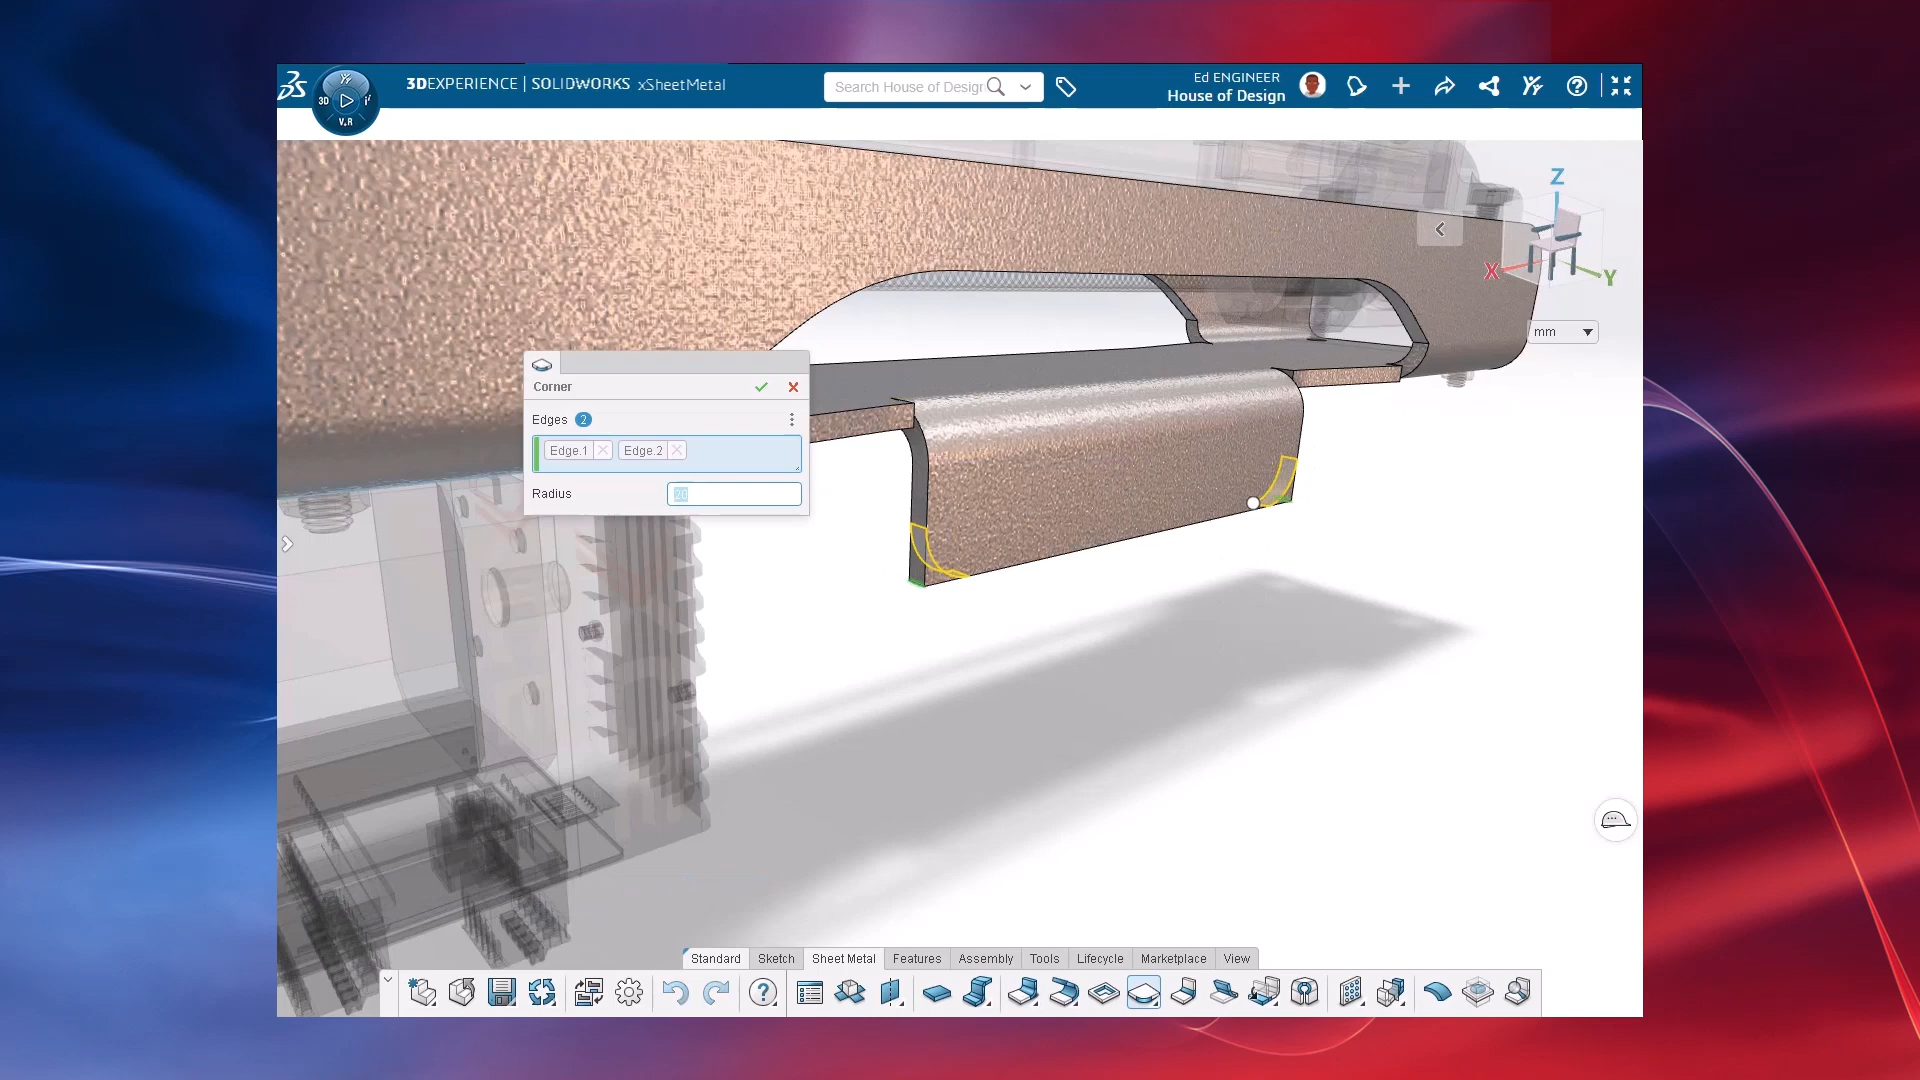 3DEXPERIENCE | SOLIDWORKS xSheetMetal
3D
V.R
Search House of Design
Ed ENGINEER
House of Design
Z
X
Y
mm
Corner
Edges 2
Edge.1
Edge.2
Radius
20
Standard
Sketch
Sheet Metal
Features
Assembly
Tools
Lifecycle
Marketplace
View